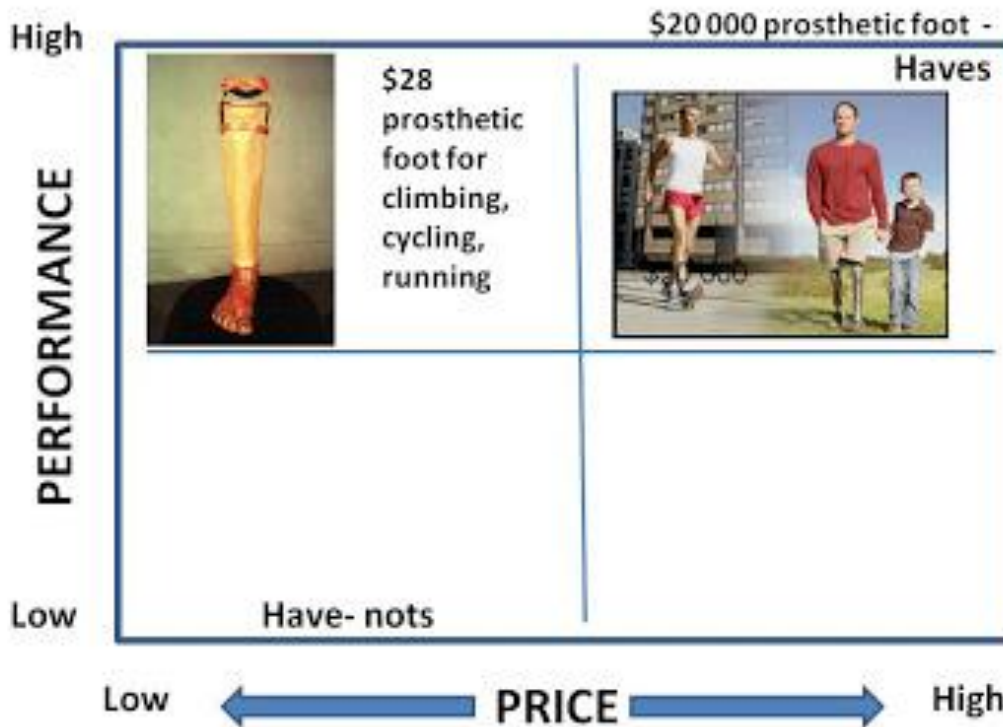 $20 000 prosthetic foot -
High
Haves
$28
prosthetic
foot for
climbing,
cycling,
running
PERFORMANCE
Low
Have- nots
Low
PRICE
High